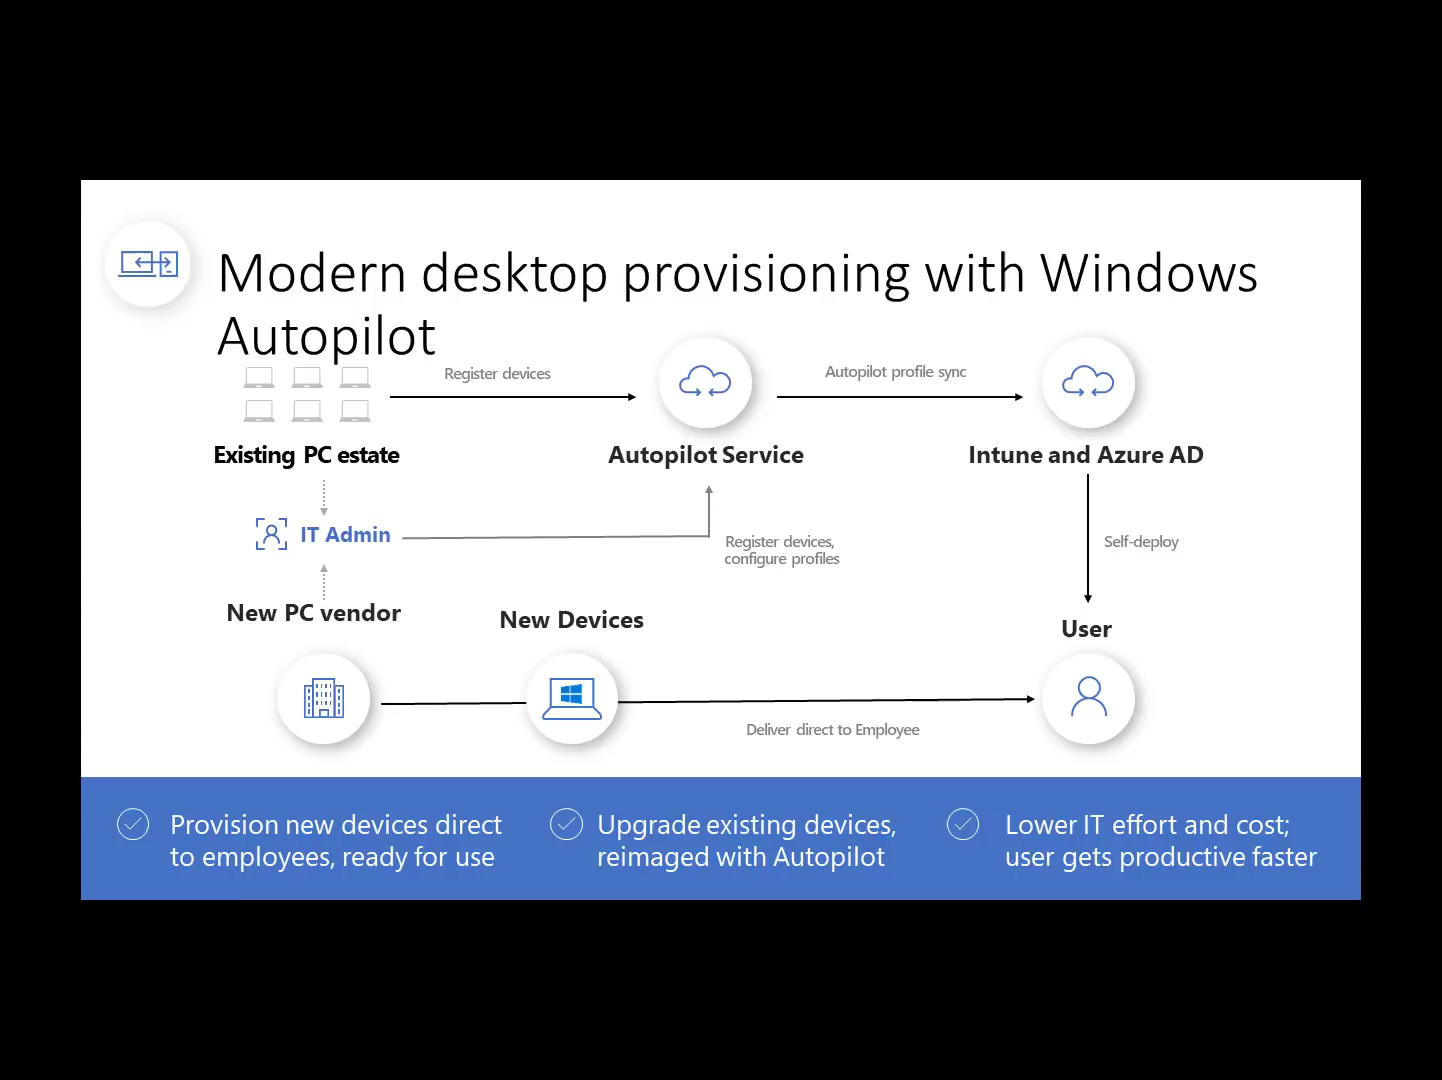 Modern desktop provisioning with Windows
Autopilot
Register devices
Autopilot profile sync
Existing PC estate
Autopilot Service
Intune and Azure AD
IT Admin
Register devices,
configure profiles
Self-deploy
New PC vendor
New Devices
User
Deliver direct to Employee
Provision new devices direct
to employees, ready for use
Upgrade existing devices,
reimaged with Autopilot
Lower IT effort and cost;
user gets productive faster